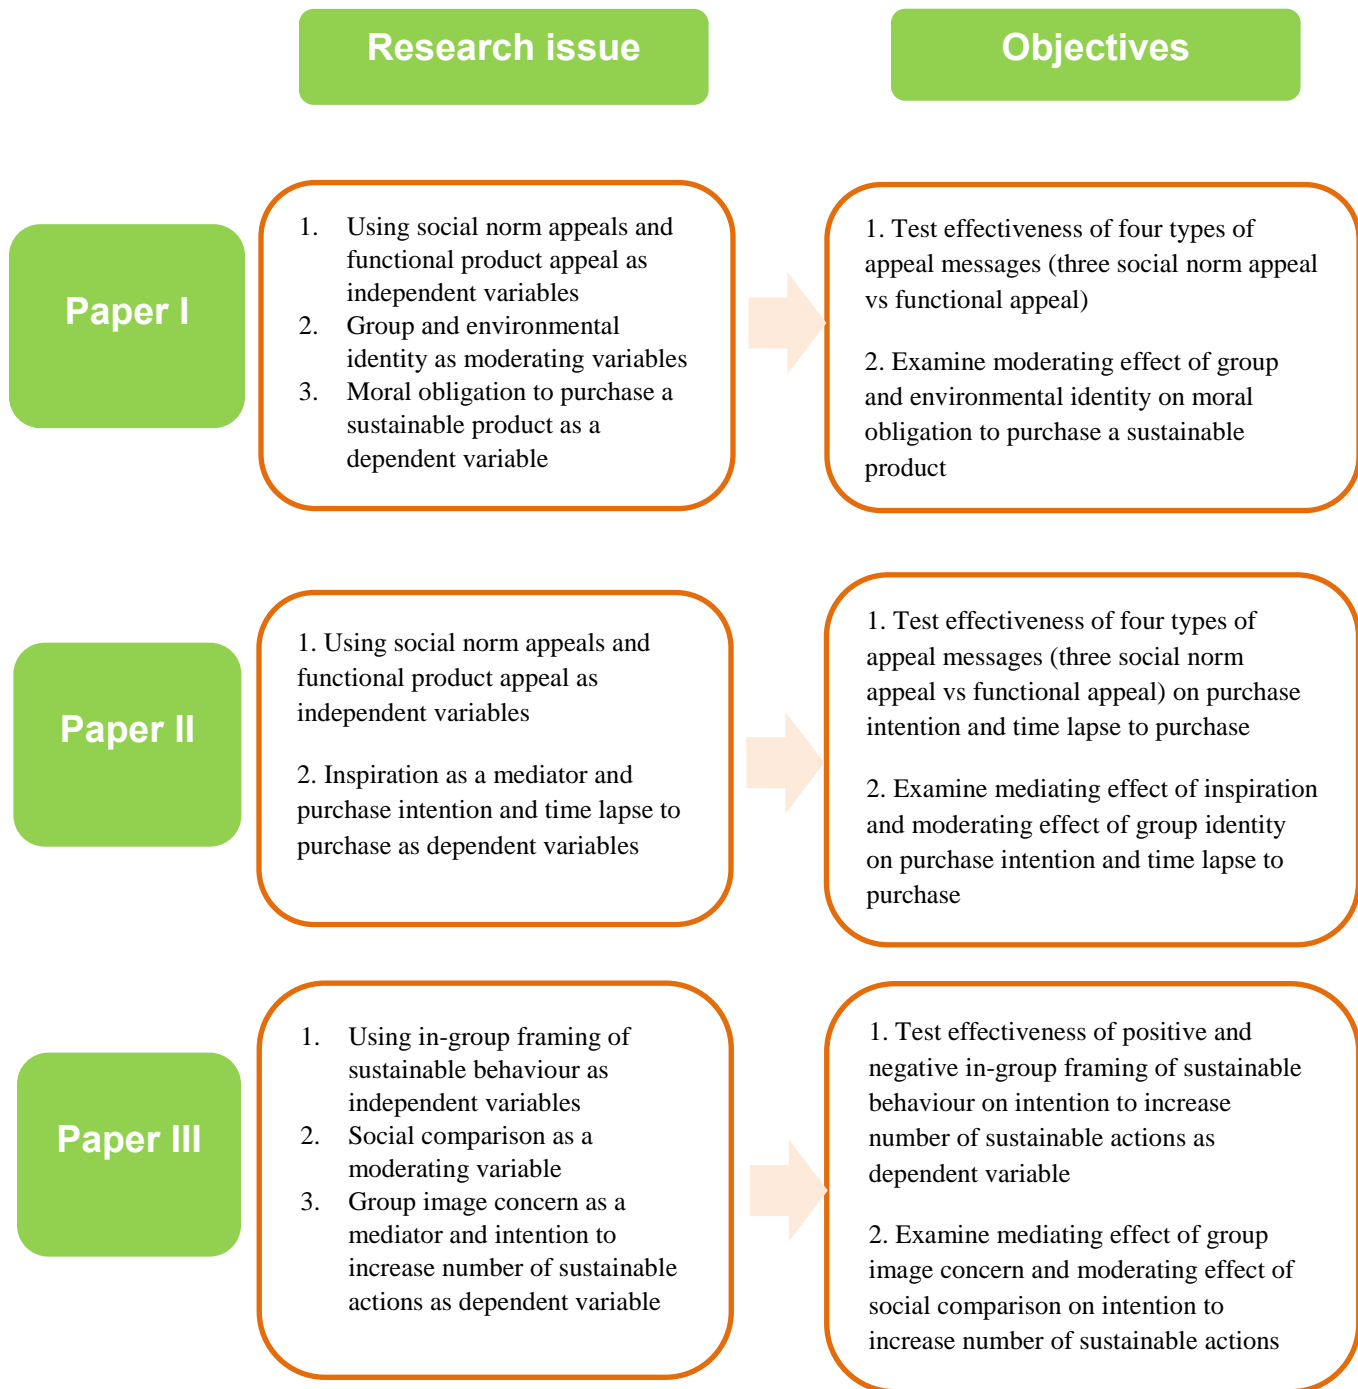 Research issue
Objectives
Paper I
1. Using social norm appeals and
functional product appeal as
independent variables
2. Group and environmental
identity as moderating variables
3. Moral obligation to purchase a
sustainable product as a
dependent variable
1. Test effectiveness of four types of
appeal messages (three social norm appeal
vs functional appeal)
2. Examine moderating effect of group
and environmental identity on moral
obligation to purchase a sustainable
product
Paper II
1. Using social norm appeals and
functional product appeal as
independent variables
2. Inspiration as a mediator and
purchase intention and time lapse to
purchase as dependent variables
1. Test effectiveness of four types of
appeal messages (three social norm
appeal vs functional appeal) on purchase
intention and time lapse to purchase
2. Examine mediating effect of inspiration
and moderating effect of group identity
on purchase intention and time lapse to
purchase
Paper III
1. Using in-group framing of
sustainable behaviour as
independent variables
2. Social comparison as a
moderating variable
3. Group image concern as a
mediator and intention to
increase number of sustainable
actions as dependent variable
1. Test effectiveness of positive and
negative in-group framing of sustainable
behaviour on intention to increase
number of sustainable actions as
dependent variable
2. Examine mediating effect of group
image concern and moderating effect of
social comparison on intention to
increase number of sustainable actions